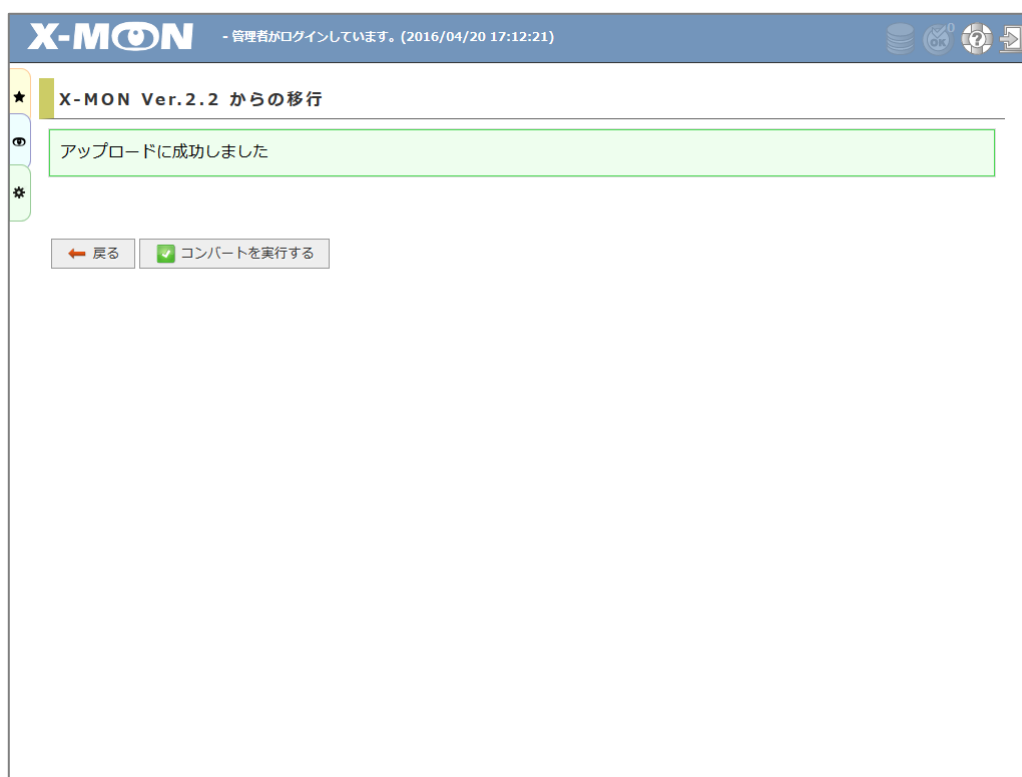 X-MON - 管理者がログインしています。(2016/04/20 17:12:21)
OK 0 ?
X-MON Ver.2.2 からの移行
アップロードに成功しました
戻る コンバートを実行する